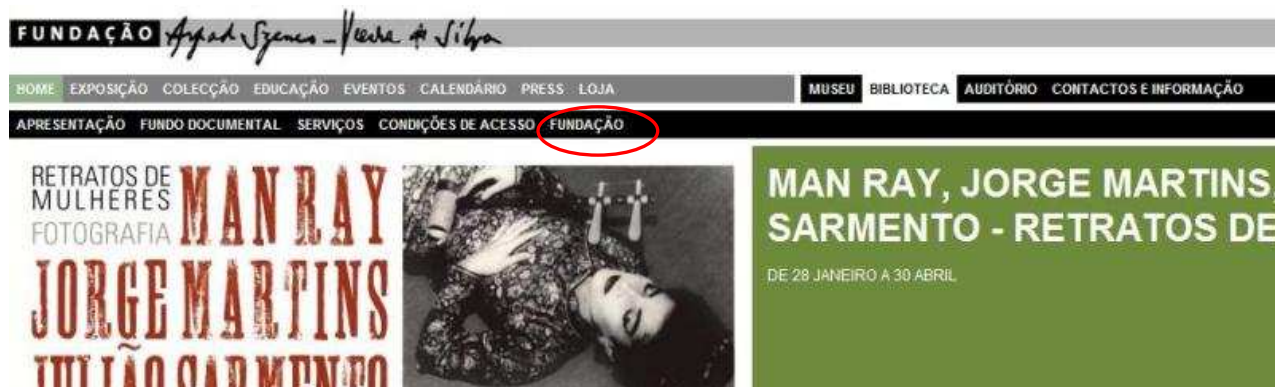 FUNDAÇÃO Arpad Szenes - Vieira da Silva
HOME EXPOSIÇÃO COLECÇÃO EDUCAÇÃO EVENTOS CALENDÁRIO PRESS LOJA
MUSEU BIBLIOTECA AUDITÓRIO CONTACTOS E INFORMAÇÃO
APRESENTAÇÃO FUNDO DOCUMENTAL SERVIÇOS CONDIÇÕES DE ACESSO FUNDAÇÃO
RETRATOS DE
MULHERES
FOTOGRAFIA
MAN RAY
JORGE MARTINS
JULIÃO SARMENTO
MAN RAY, JORGE MARTINS,
SARMENTO - RETRATOS DE
DE 28 JANEIRO A 30 ABRIL